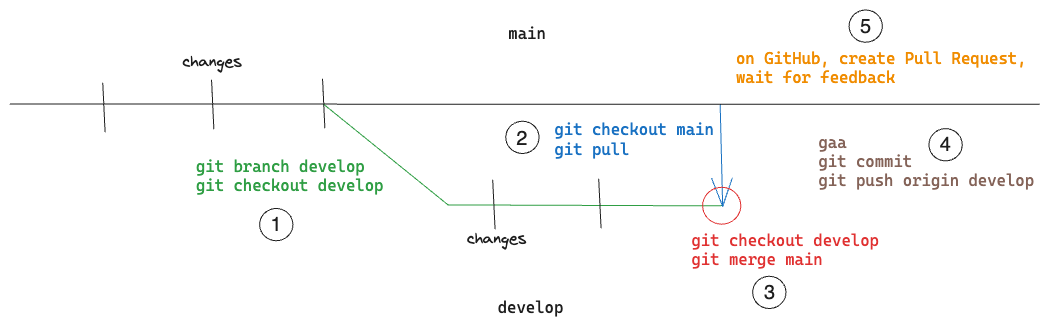 main
5
on GitHub, create Pull Request,
wait for feedback
changes
2
git checkout main
git pull
4
gaa
git commit
git push origin develop
git branch develop
git checkout develop
1
changes
git checkout develop
git merge main
3
develop